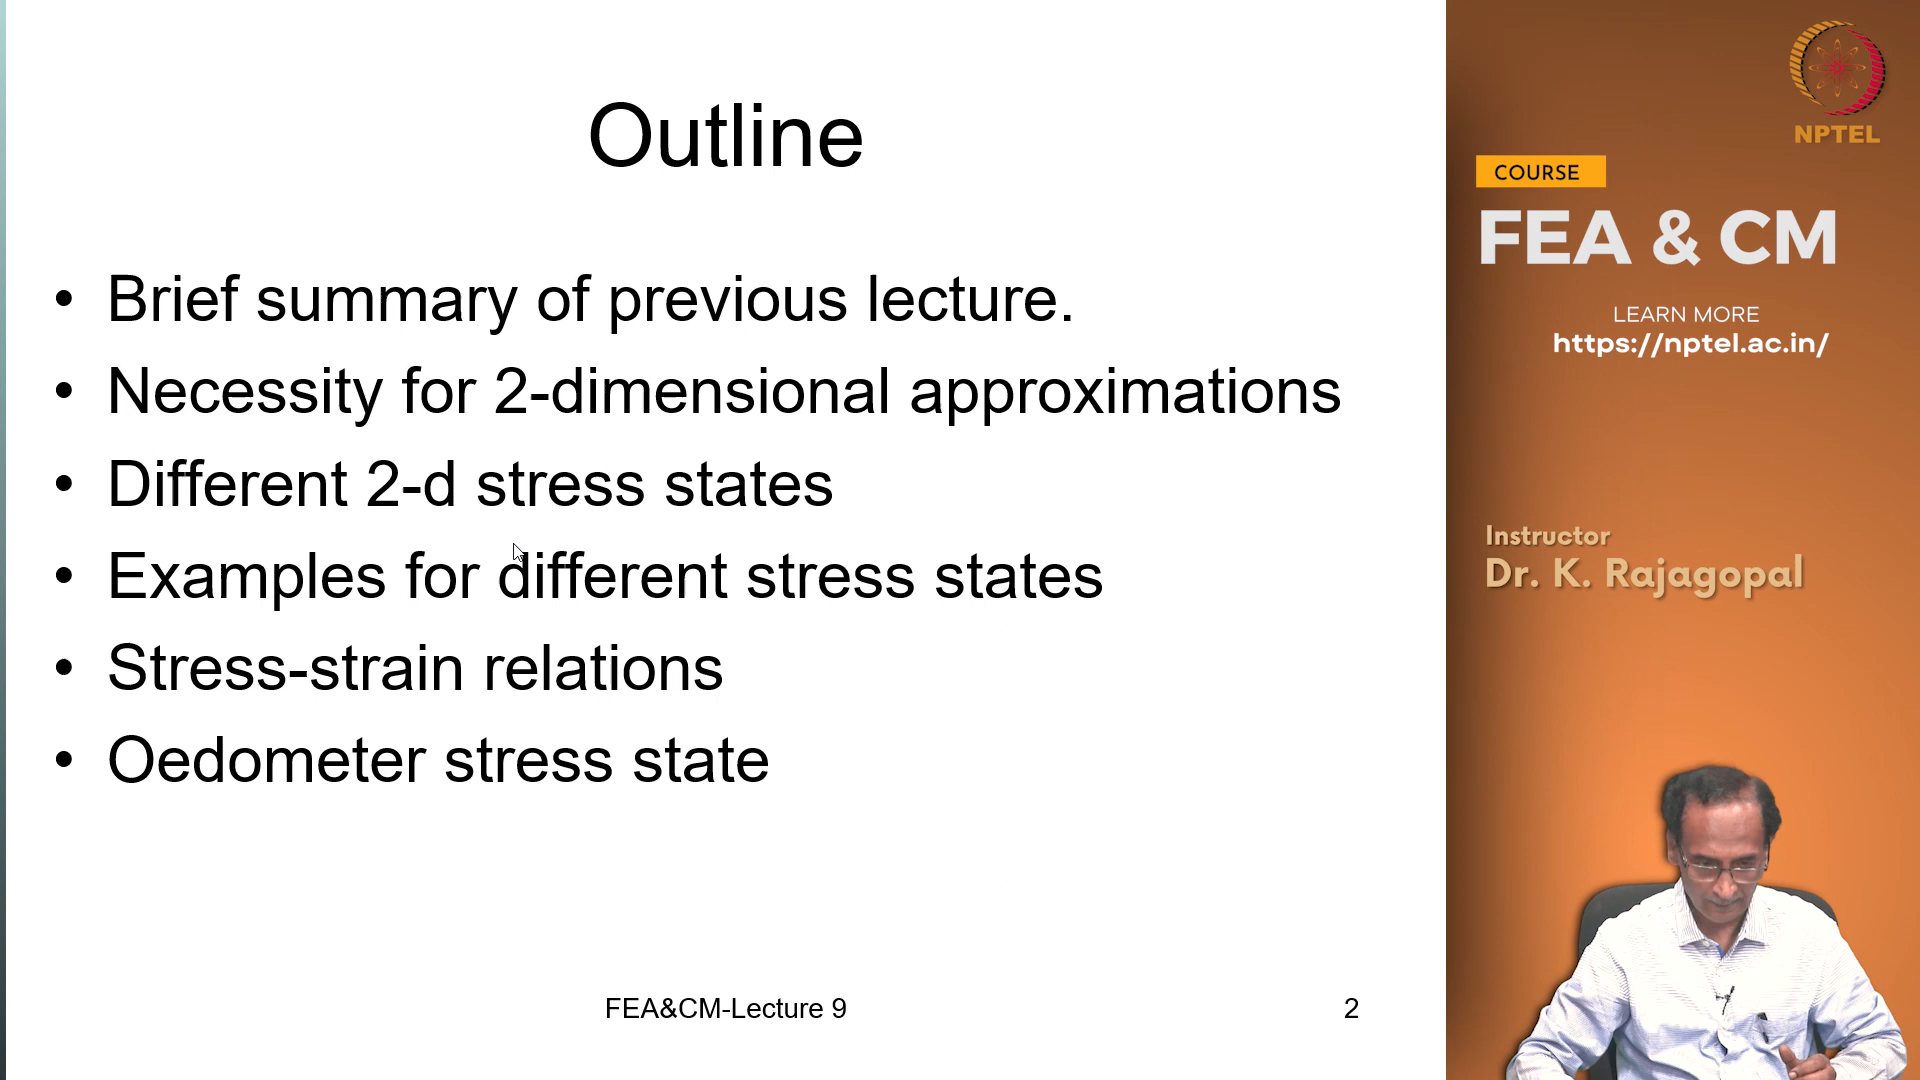 Outline
• Brief summary of previous lecture.
• Necessity for 2-dimensional approximations
• Different 2-d stress states
• Examples for different stress states
• Stress-strain relations
• Oedometer stress state
FEA&CM-Lecture 9
2
NPTEL
COURSE
FEA & CM
LEARN MORE
https://nptel.ac.in/
Instructor
Dr. K. Rajagopal